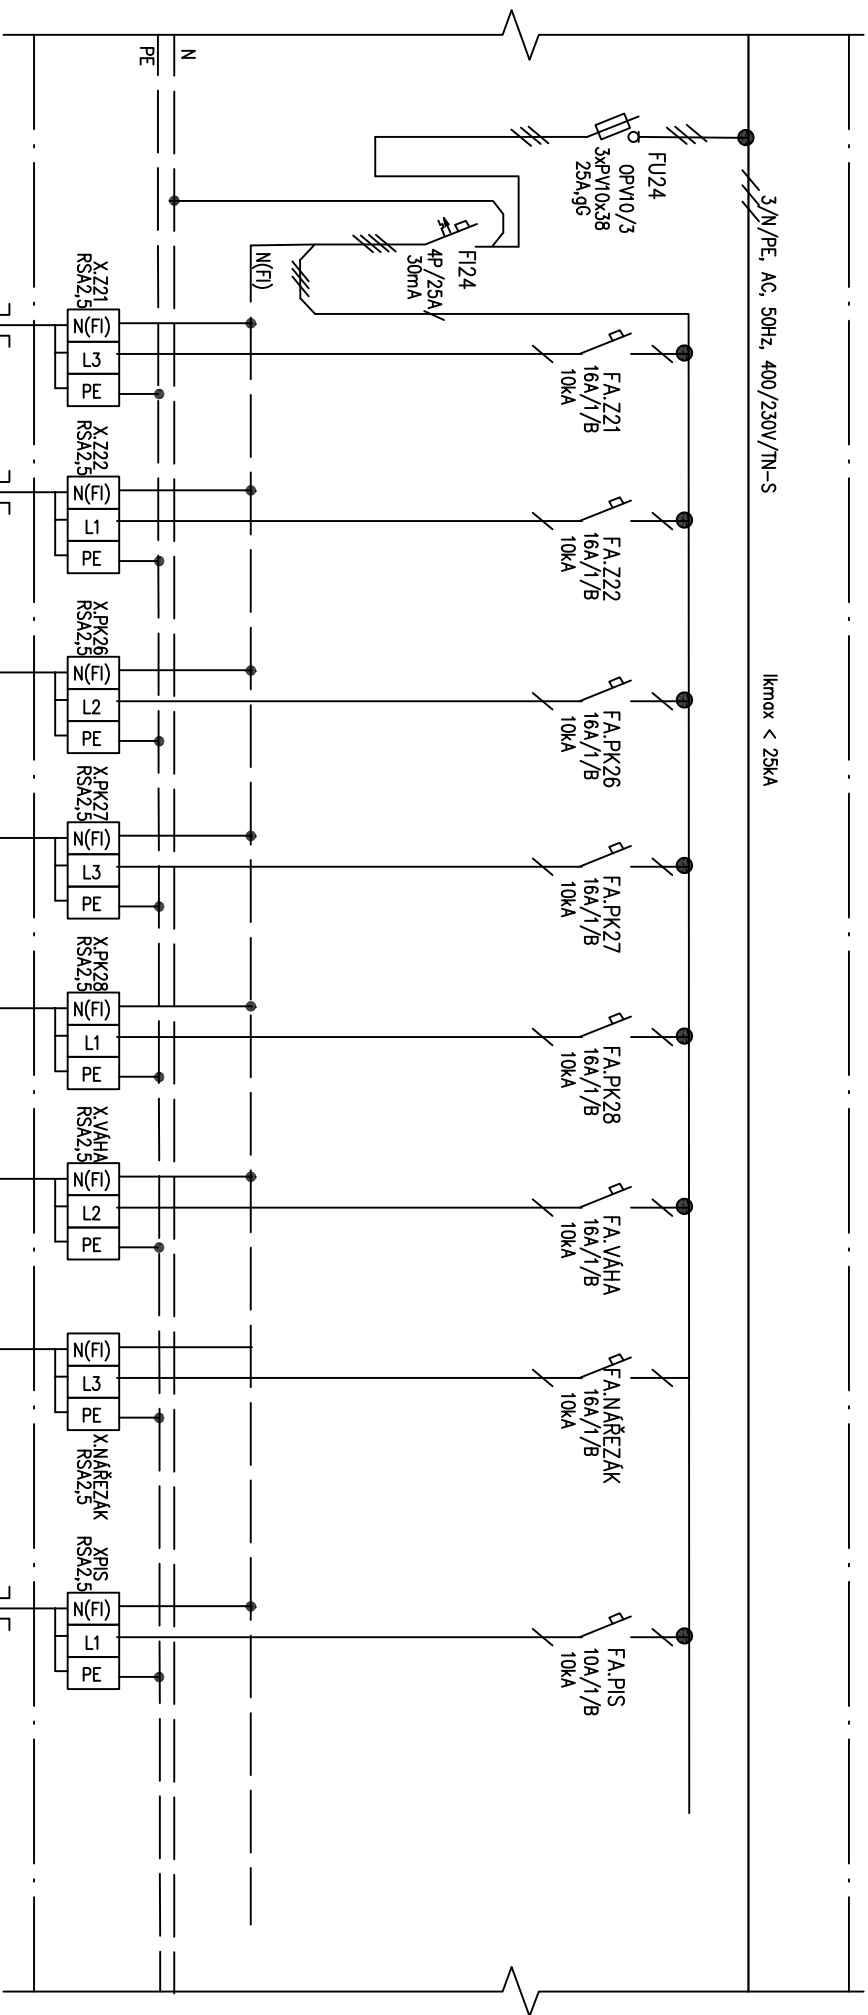 3/N/PE, AC, 50Hz, 400/230V/TN-S
Ikmax < 25kA
FU24
OPV10/3
3xPV10x38
25A,gG
FI24
4P/25A
30mA
N
PE
N(FI)
FA.Z21
16A/1/B
10kA
FA.Z22
16A/1/B
10kA
FA.PK26
16A/1/B
10kA
FA.PK27
16A/1/B
10kA
FA.PK28
16A/1/B
10kA
FA.VÁHA
16A/1/B
10kA
FA.NÁŘEZÁK
16A/1/B
10kA
FA.PIS
10A/1/B
10kA
X.Z21
RSA2,5
N(FI)
L3
PE
X.Z22
RSA2,5
N(FI)
L1
PE
X.PK26
RSA2,5
N(FI)
L2
PE
X.PK27
RSA2,5
N(FI)
L3
PE
X.PK28
RSA2,5
N(FI)
L1
PE
X.VÁHA
RSA2,5
N(FI)
L2
PE
N(FI)
L3
PE
X.NÁŘEZÁK
RSA2,5
XPIS
RSA2,5
N(FI)
L1
PE